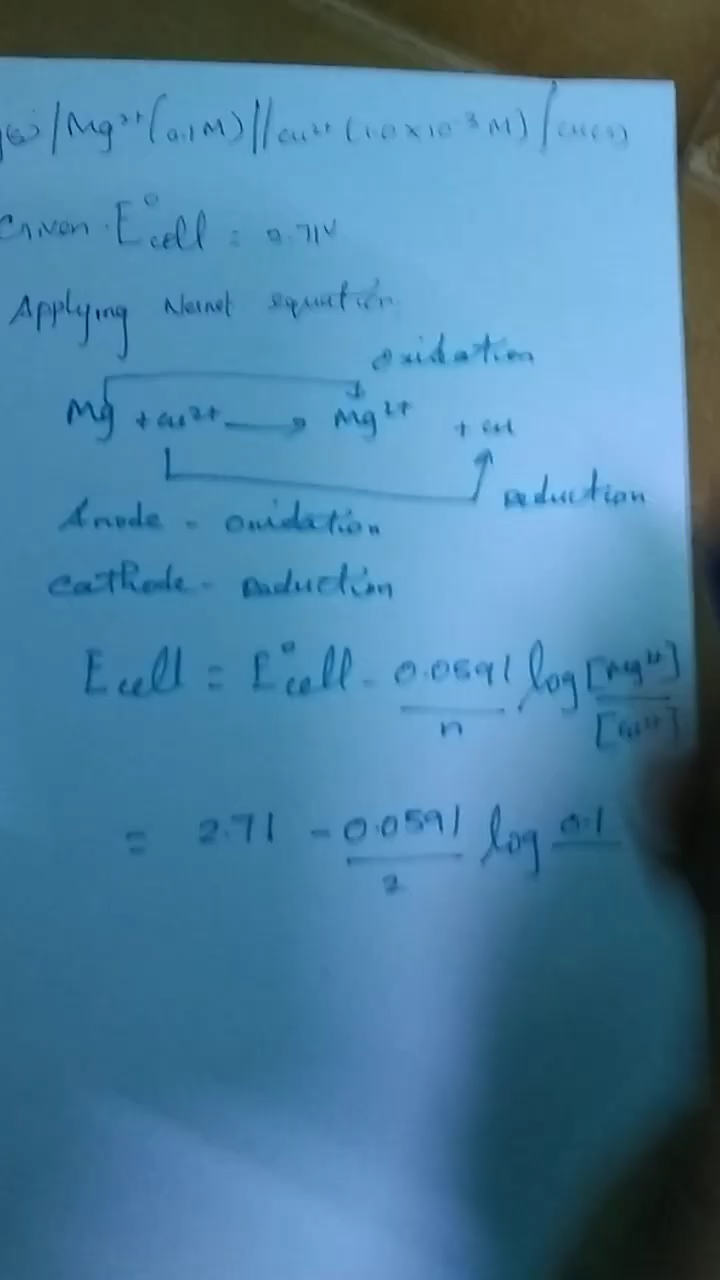 (s) / Mg²⁺ (0.1M) // Cu²⁺ (1.0 × 10⁻³ M) / Cu(s)
Given. E°cell = 2.71V
Applying Nernst equation
oxidation
Mg + Cu²⁺ → Mg²⁺ + Cu
Reduction
Anode - oxidation
Cathode - Reduction
Ecell = E°cell - 0.0591/n log [Mg²⁺]/[Cu²⁺]
= 2.71 - 0.0591/2 log 0.1